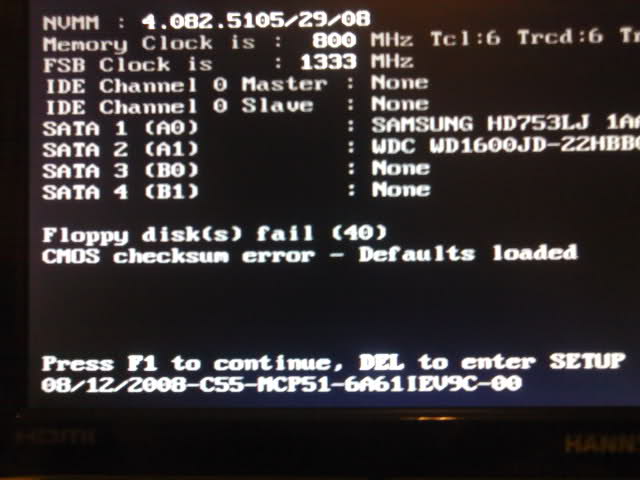 NVMM : 4.082.5105/29/08
Memory Clock is : 800 MHz Tcl:6 Trcd:6
FSB Clock is : 1333 MHz
IDE Channel 0 Master : None
IDE Channel 0 Slave : None
SATA 1 (A0) : SAMSUNG HD753LJ
SATA 2 (A1) : WDC WD1600JD-22HBB
SATA 3 (B0) : None
SATA 4 (B1) : None
Floppy disk(s) fail (40)
CMOS checksum error - Defaults loaded
Press F1 to continue, DEL to enter SETUP
08/12/2008-C55-MCP51-6A61IEV9C-00
HDMI